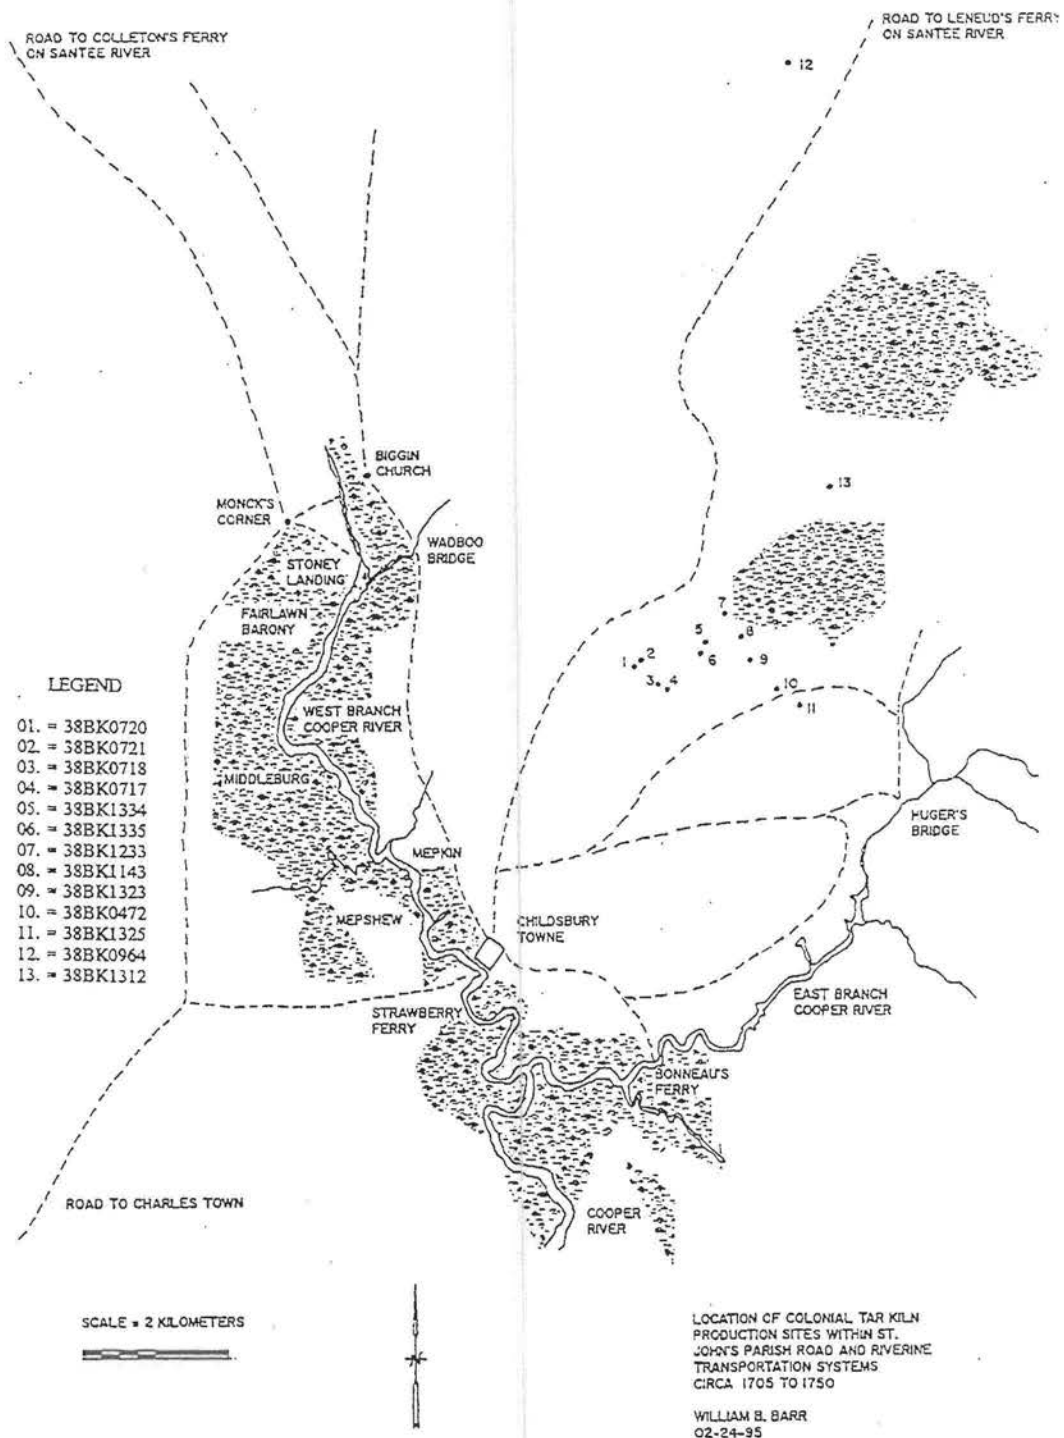 ROAD TO COLLETON'S FERRY
ON SANTEE RIVER
ROAD TO LENEUD'S FERRY
ON SANTEE RIVER
12
BIGGIN
CHURCH
MONCK'S
CORNER
13
WADBOO
BRIDGE
STONEY
LANDING
FAIRLAWN
BARONY
7
5
8
1
2
6
9
3
4
10
11
LEGEND
01. = 38BK0720
02. = 38BK0721
03. = 38BK0718
04. = 38BK0717
05. = 38BK1334
06. = 38BK1335
07. = 38BK1233
08. = 38BK1143
09. = 38BK1323
10. = 38BK0472
11. = 38BK1325
12. = 38BK0964
13. = 38BK1312
WEST BRANCH
COOPER RIVER
MIDDLEBURG
HUGER'S
BRIDGE
MEPKIN
MEPSHEW
CHILDSBURY
TOWNE
STRAWBERRY
FERRY
EAST BRANCH
COOPER RIVER
BONNEAU'S
FERRY
ROAD TO CHARLES TOWN
COOPER
RIVER
SCALE = 2 KILOMETERS
LOCATION OF COLONIAL TAR KILN
PRODUCTION SITES WITHIN ST.
JOHN'S PARISH ROAD AND RIVERINE
TRANSPORTATION SYSTEMS
CIRCA 1705 TO 1750
WILLIAM B. BARR
02-24-95